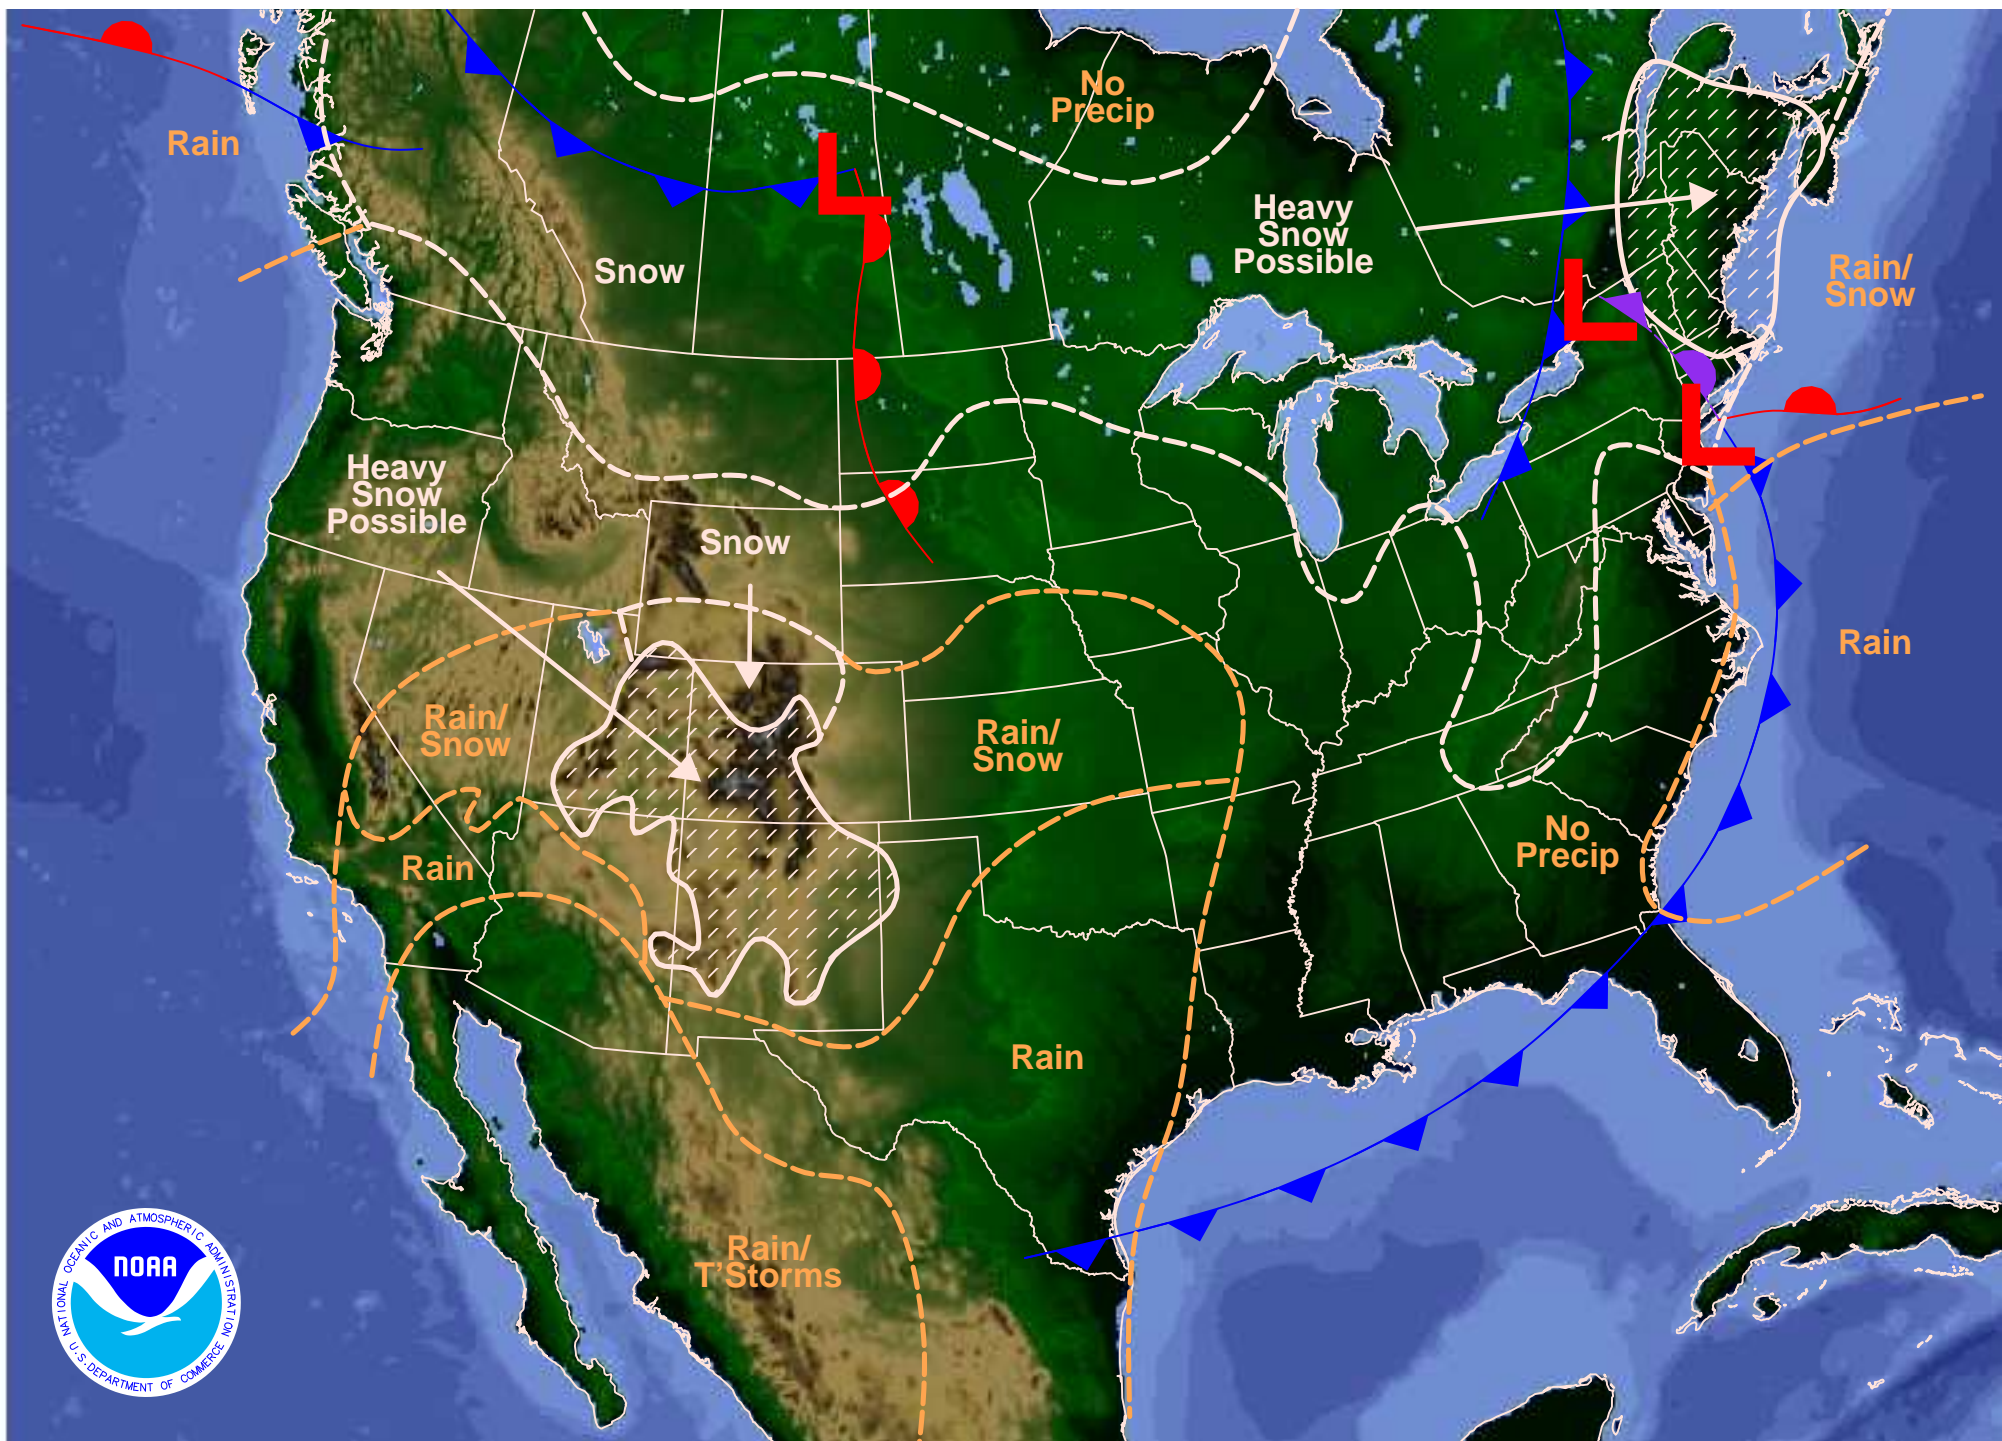 No
Precip
Rain
Heavy
Snow
Possible
Snow
Rain/
Snow
Heavy
Snow
Possible
Snow
Rain
Rain/
Snow
Rain/
Snow
No
Precip
Rain
Rain
Rain/
T'Storms
L
L
L
NATIONAL OCEANIC AND ATMOSPHERIC ADMINISTRATION
NOAA
U.S. DEPARTMENT OF COMMERCE